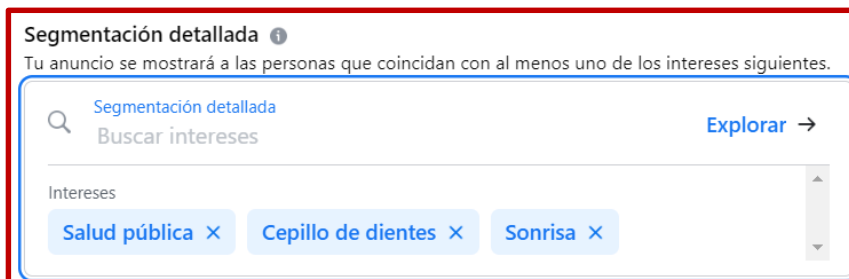 Segmentación detallada
Tu anuncio se mostrará a las personas que coincidan con al menos uno de los intereses siguientes.
Segmentación detallada
Buscar intereses
Explorar →
Intereses
Salud pública × Cepillo de dientes × Sonrisa ×